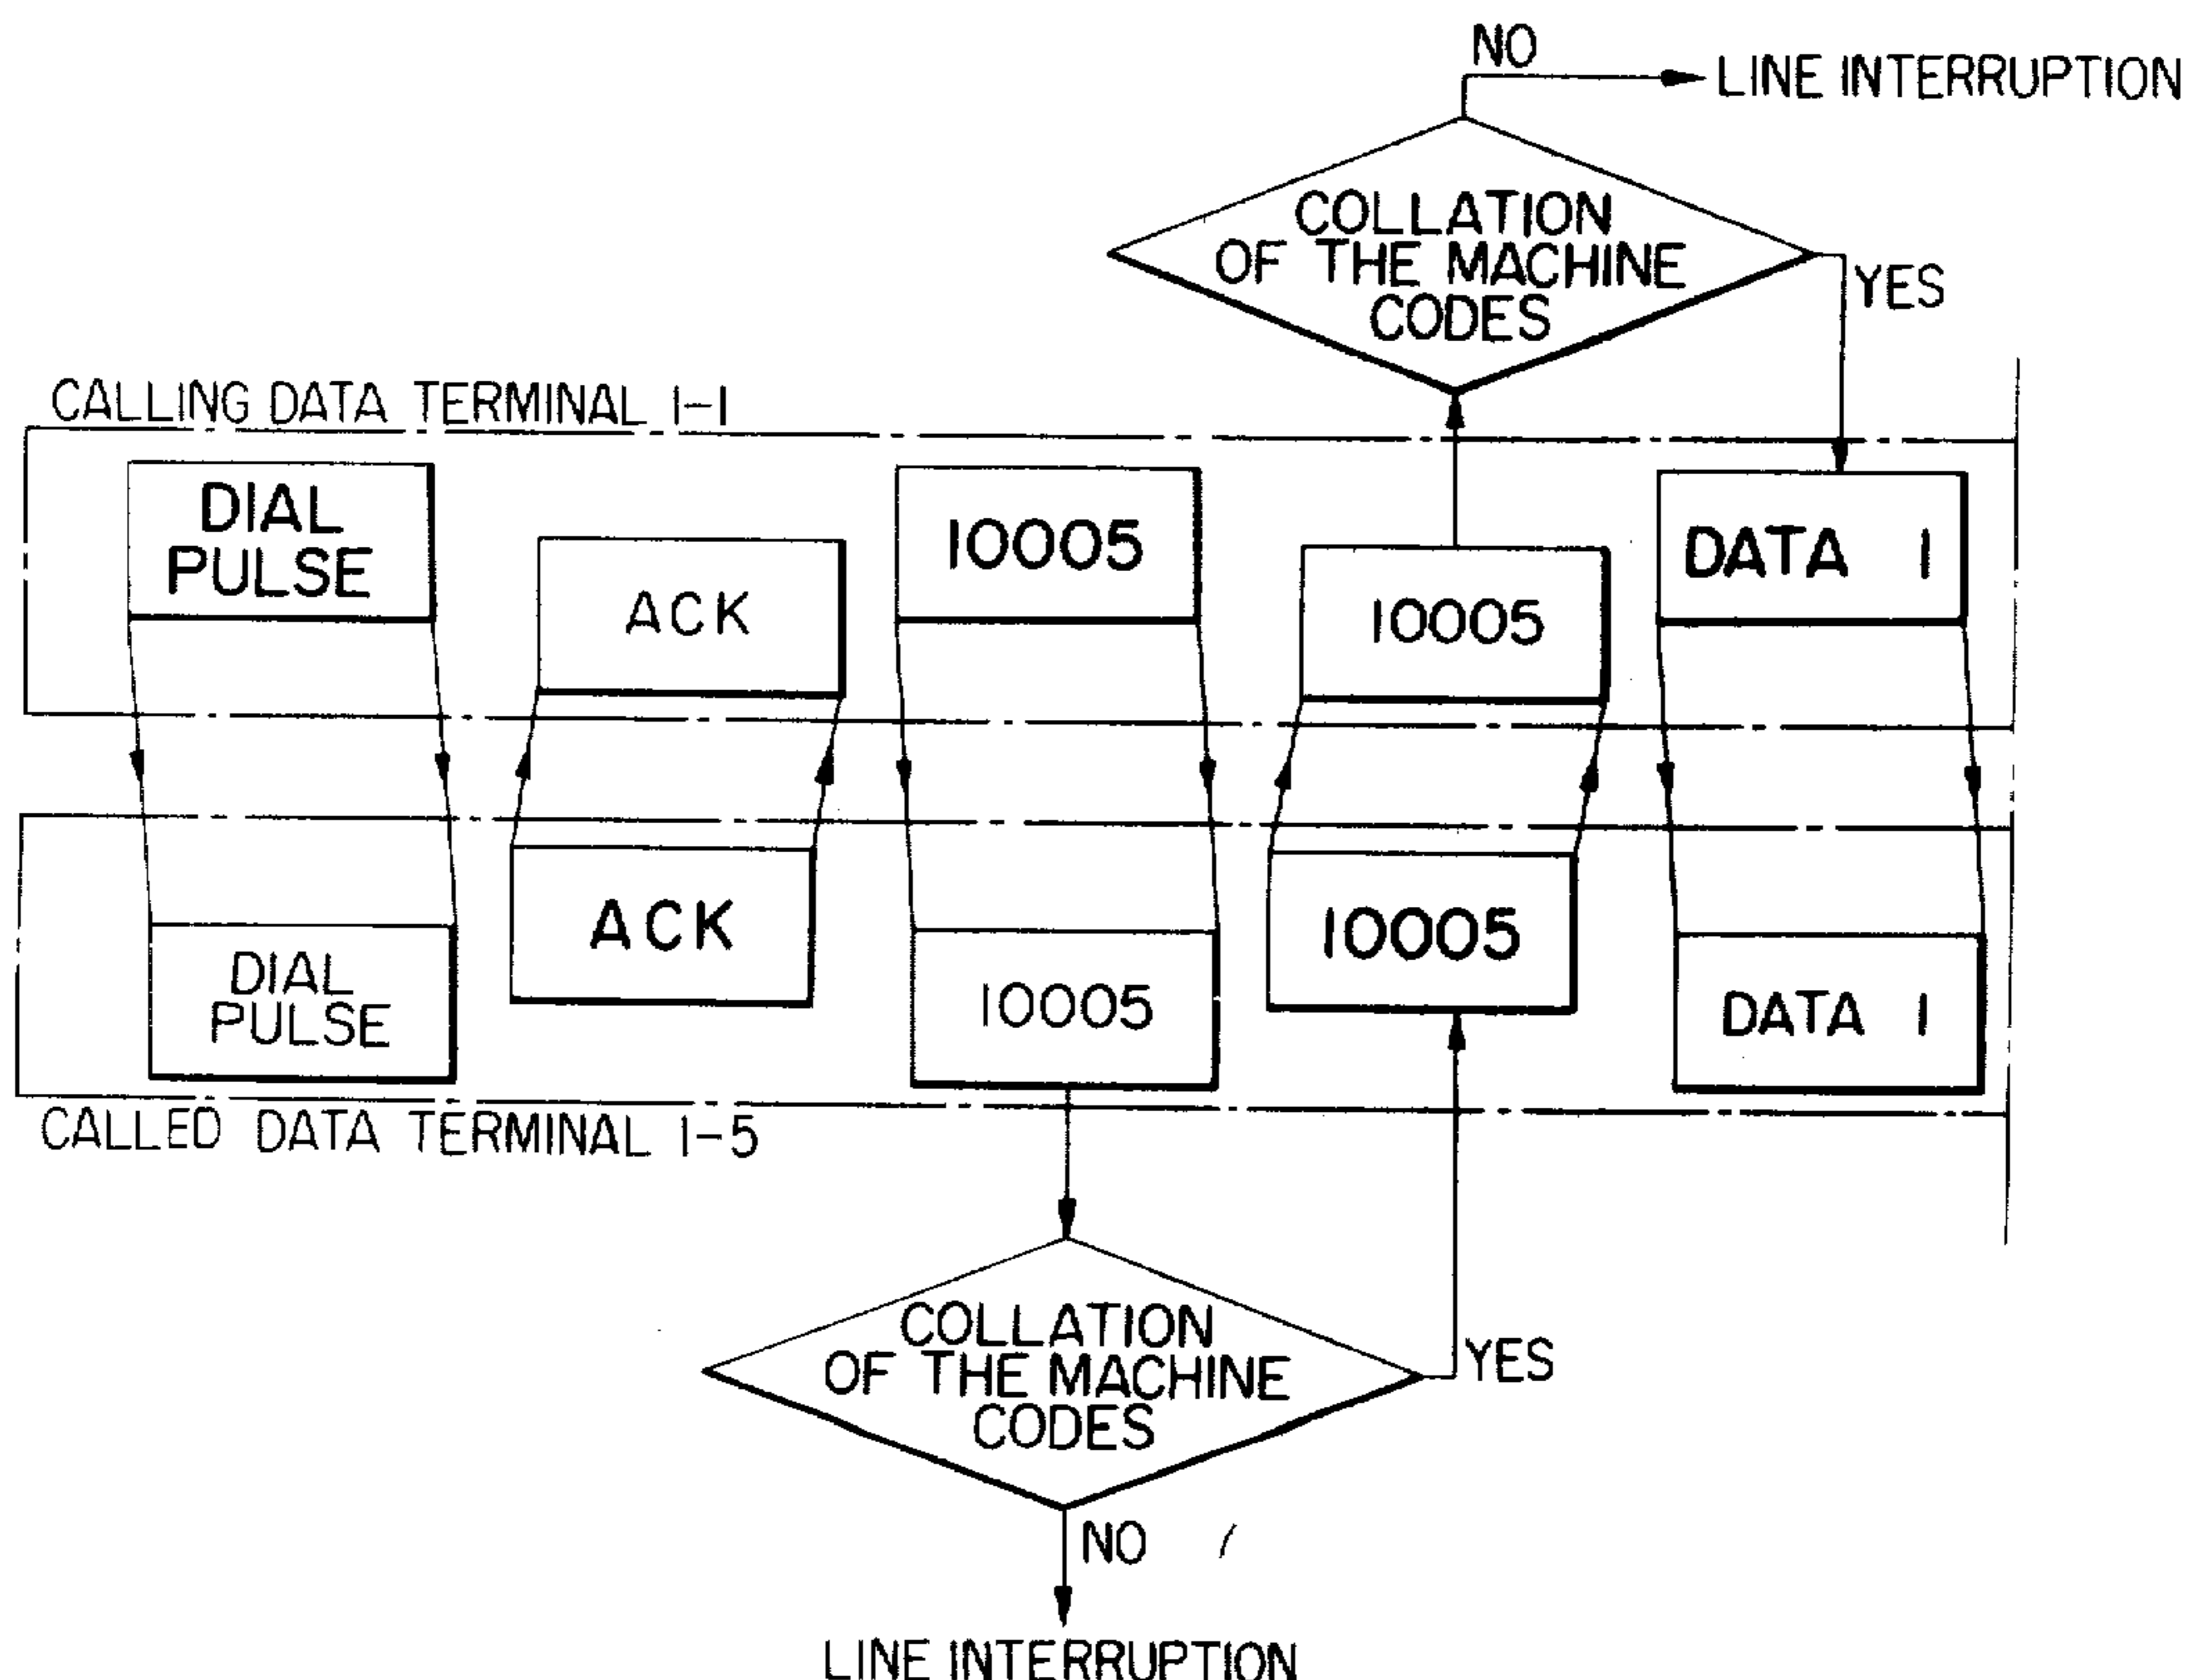 NO
LINE INTERRUPTION
COLLATION
OF THE MACHINE
CODES
YES
CALLING DATA TERMINAL 1-1
DIAL
PULSE
ACK
10005
10005
DATA 1
DIAL
PULSE
ACK
10005
10005
DATA 1
CALLED DATA TERMINAL 1-5
COLLATION
OF THE MACHINE
CODES
YES
NO
LINE INTERRUPTION